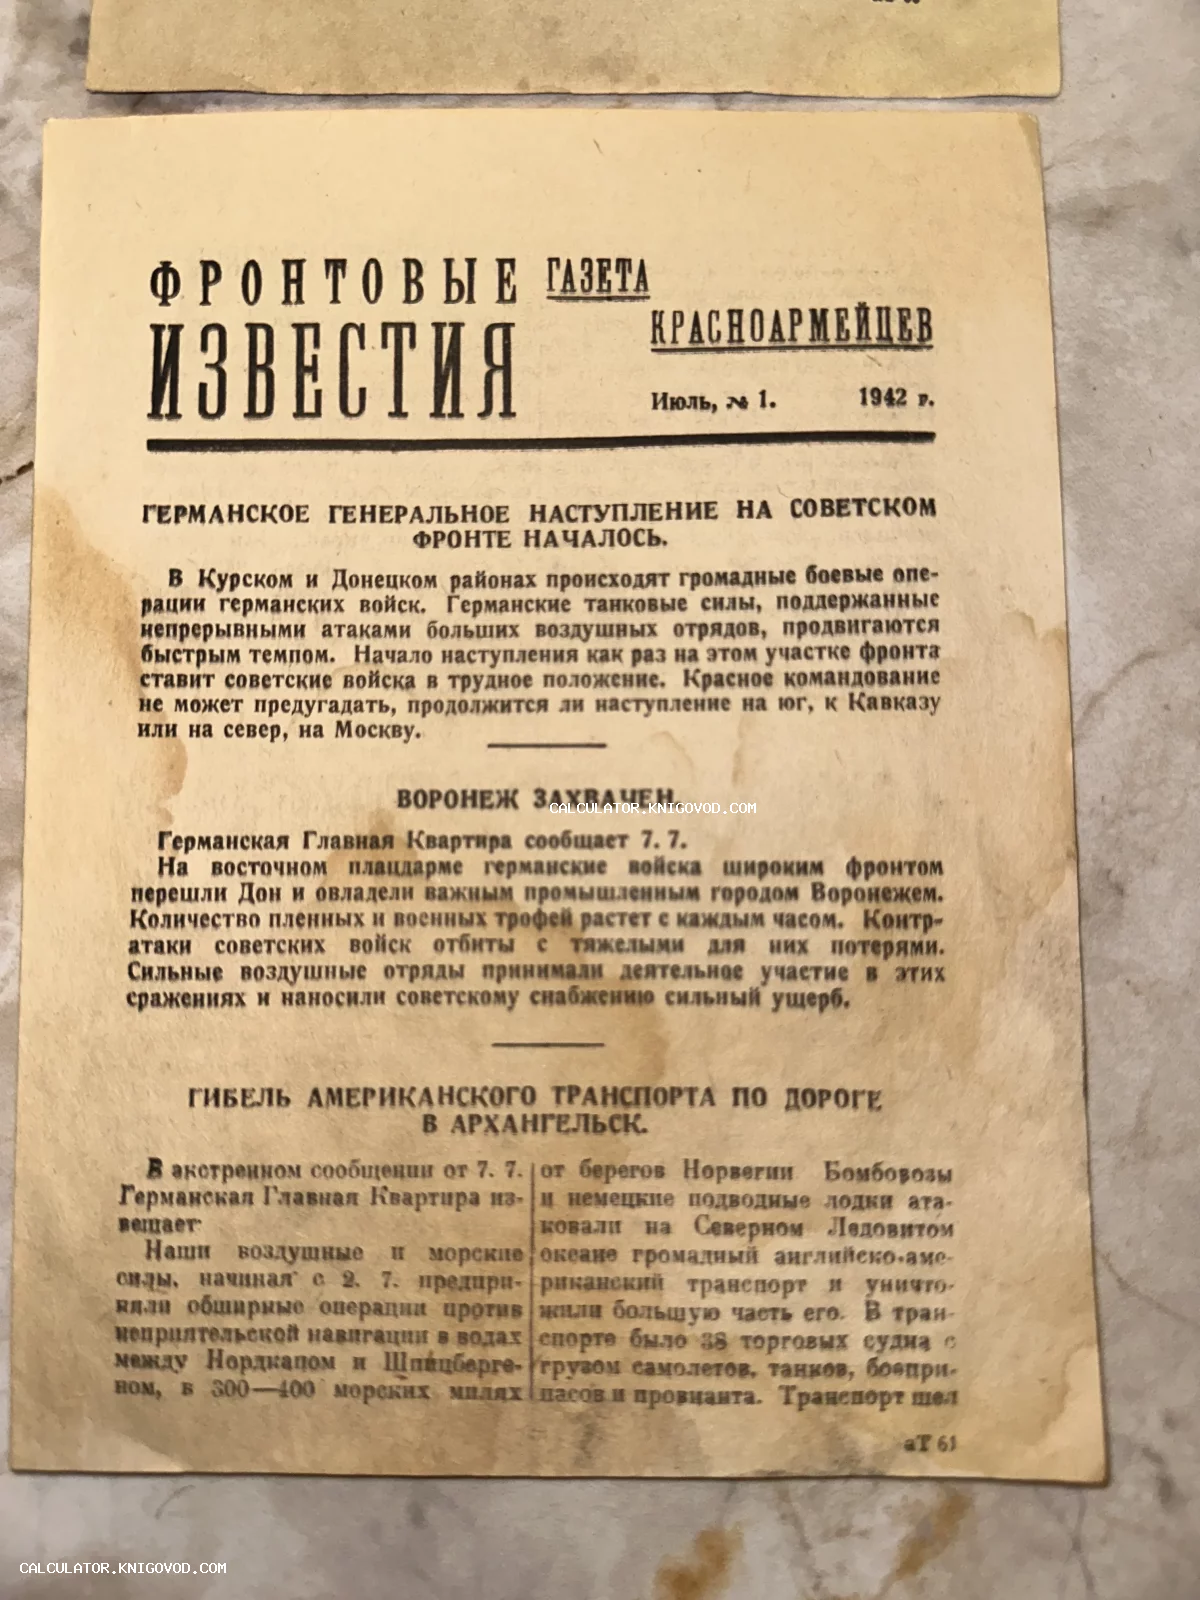 ФРОНТОВЫЕ
ИЗВЕСТИЯ
ГАЗЕТА
КРАСНОАРМЕЙЦЕВ
Июль, № 1. 1942 г.
ГЕРМАНСКОЕ ГЕНЕРАЛЬНОЕ НАСТУПЛЕНИЕ НА СОВЕТСКОМ
ФРОНТЕ НАЧАЛОСЬ.
В Курском и Донецком районах происходят громадные боевые опе-
рации германских войск. Германские танковые силы, поддержанные
непрерывными атаками больших воздушных отрядов, продвигаются
быстрым темпом. Начало наступления как раз на этом участке фронта
ставит советские войска в трудное положение. Красное командование
не может предугадать, продолжится ли наступление на юг, к Кавказу
или на север, на Москву.
ВОРОНЕЖ ЗАХВАЧЕН
CALCULATOR.KNIGOVOD.COM
Германская Главная Квартира сообщает 7. 7.
На восточном плацдарме германские войска широким фронтом
перешли Дон и овладели важным промышленным городом Воронежем.
Количество пленных и военных трофей растет с каждым часом. Контр-
атаки советских войск отбиты с тяжелыми для них потерями.
Сильные воздушные отряды принимали деятельное участие в этих
сражениях и наносили советскому снабжению сильный ущерб.
ГИБЕЛЬ АМЕРИКАНСКОГО ТРАНСПОРТА ПО ДОРОГЕ
В АРХАНГЕЛЬСК.
В экстренном сообщении от 7. 7.
Германская Главная Квартира из-
вещает
Наши воздушные и морские
силы, начиная с 2. 7. предпри-
няли обширные операции против
неприятельской навигации в водах
между Нордкапом и Шпицберге-
ном, в 300—400 морских милях
от берегов Норвегии Бомбовозы
и немецкие подводные лодки ата-
ковали на Северном Ледовитом
океане громадный английско-аме-
риканский транспорт и уничто-
жили большую часть его. В тран-
спорте было 38 торговых судна с
грузом самолетов, танков, боепри-
пасов и провианта. Транспорт шел
аТ 61
CALCULATOR.KNIGOVOD.COM